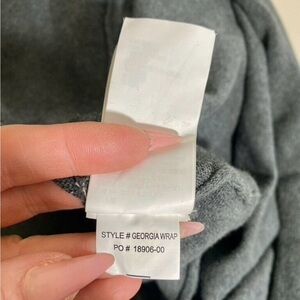 STYLE # GEORGIA WRAP
PO # 18906-00